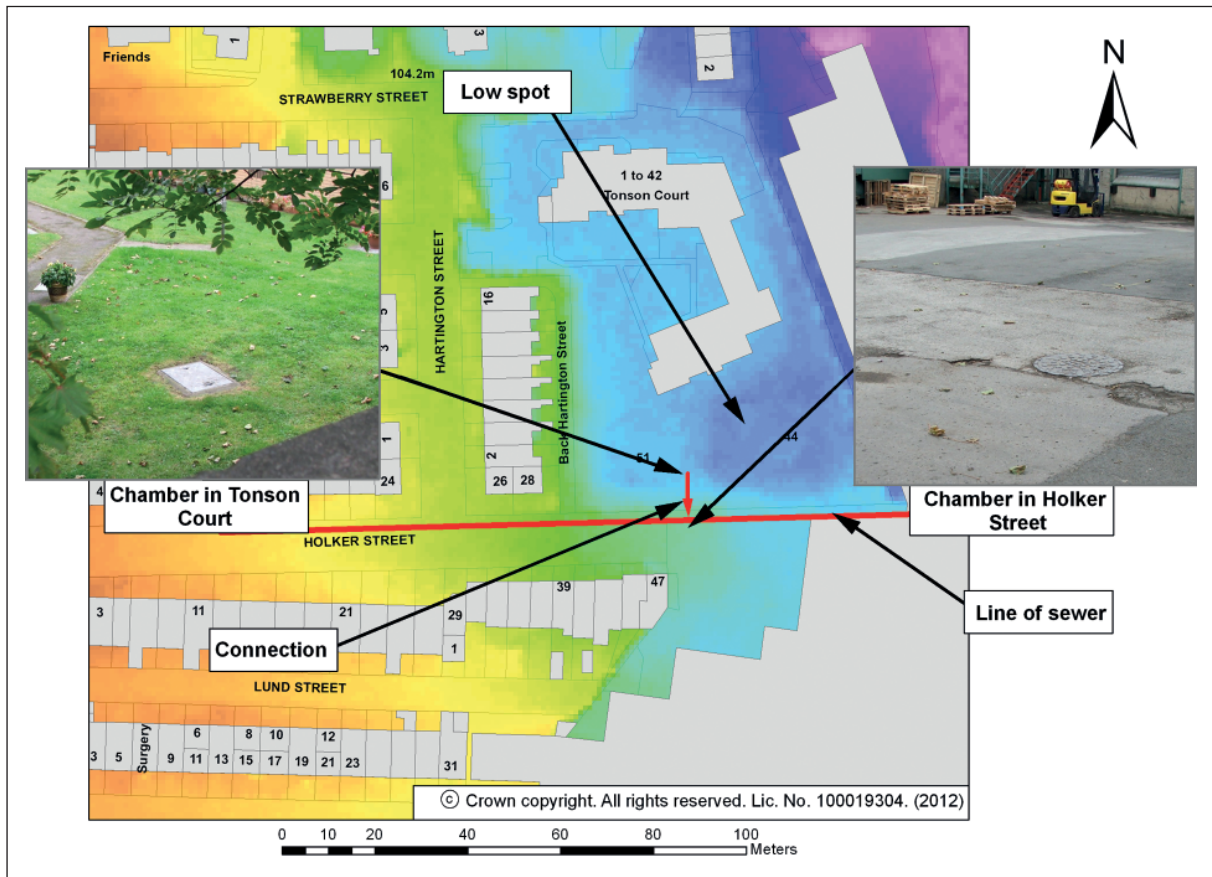 Friends
1
3
2
N
104.2m
STRAWBERRY STREET
Low spot
6
1 to 42
Tonson Court
HARTINGTON STREET
16
5
3
Back Hartington Street
1
2
24
26
28
51
44
4
Chamber in Tonson
Court
Chamber in Holker
Street
HOLKER STREET
39
47
3
11
21
29
1
Line of sewer
Connection
LUND STREET
Surgery
6
8
10
12
3
5
9
11
13
15
17
19
21
23
31
© Crown copyright. All rights reserved. Lic. No. 100019304. (2012)
0
10
20
40
60
80
100
Meters